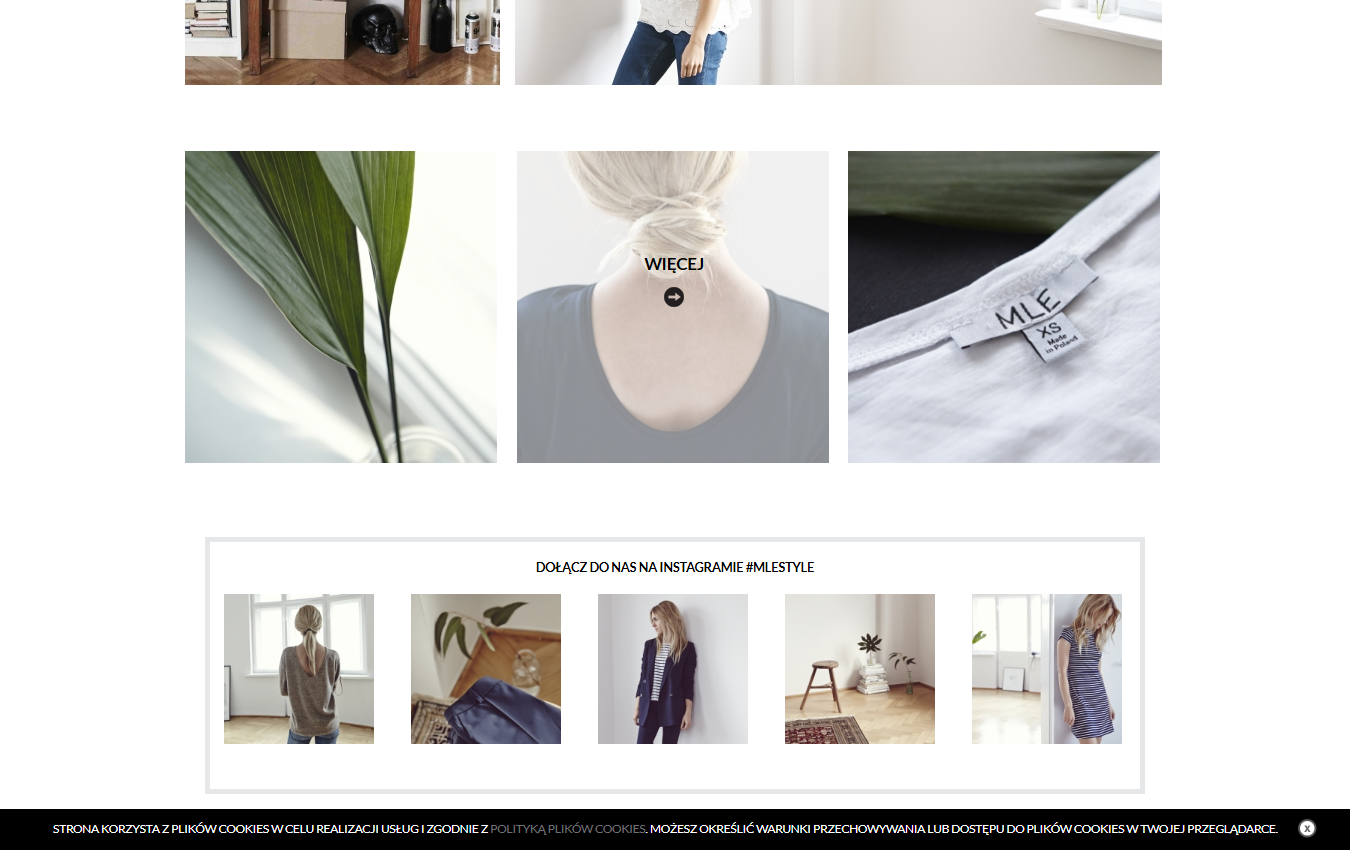 WIĘCEJ
MLE
XS
Made
in Poland
DOŁĄCZ DO NAS NA INSTAGRAMIE #MLESTYLE
STRONA KORZYSTA Z PLIKÓW COOKIES W CELU REALIZACJI USŁUG I ZGODNIE Z POLITYKĄ PLIKÓW COOKIES. MOŻESZ OKREŚLIĆ WARUNKI PRZECHOWYWANIA LUB DOSTĘPU DO PLIKÓW COOKIES W TWOJEJ PRZEGLĄDARCE. x